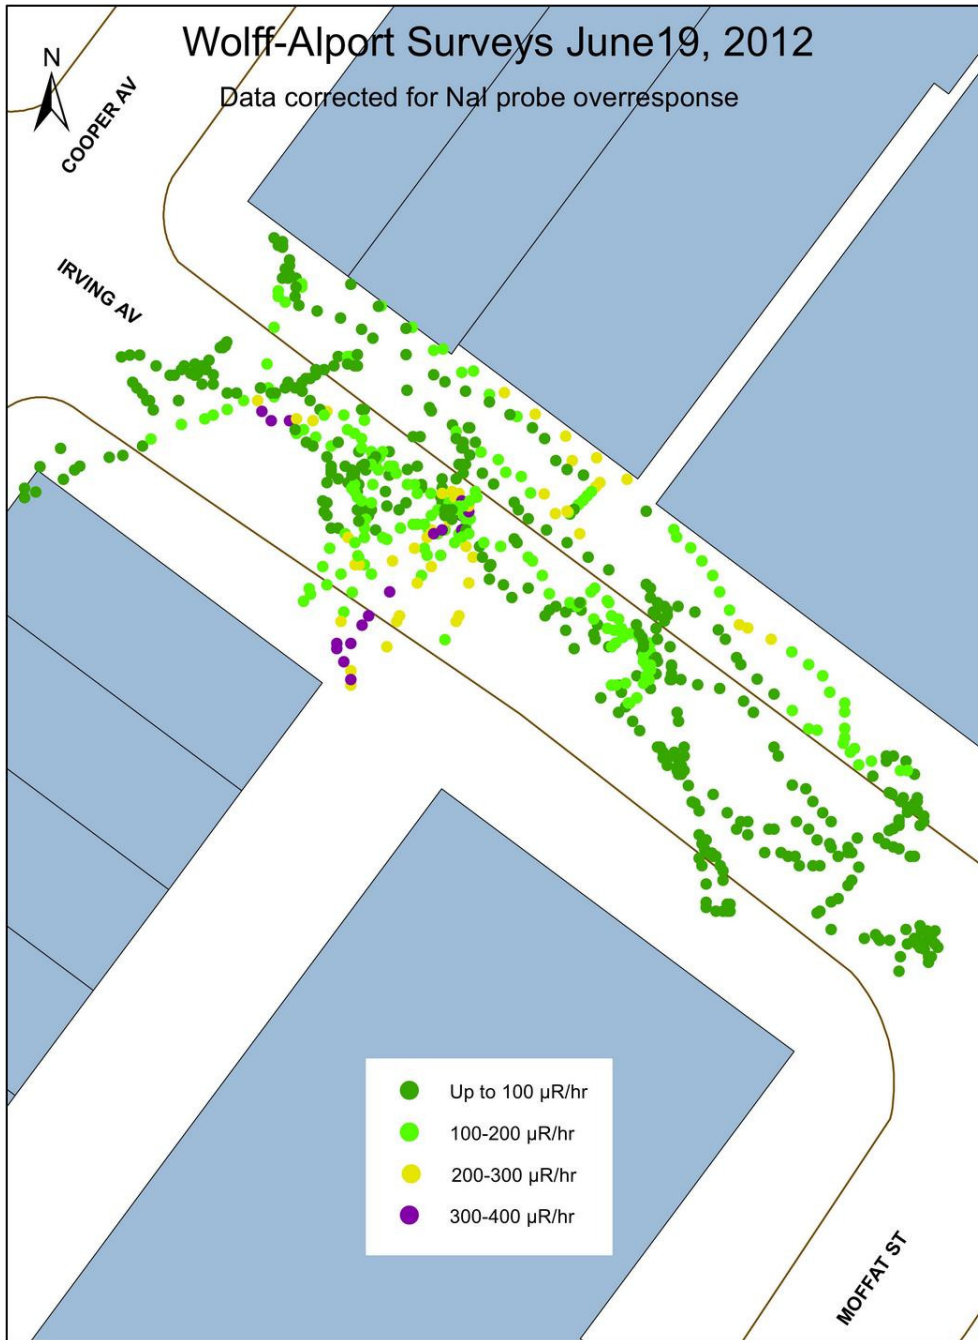 Wolff-Alport Surveys June19, 2012
Data corrected for NaI probe overresponse
N
COOPER AV
IRVING AV
Up to 100 µR/hr
100-200 µR/hr
200-300 µR/hr
300-400 µR/hr
MOFFAT ST